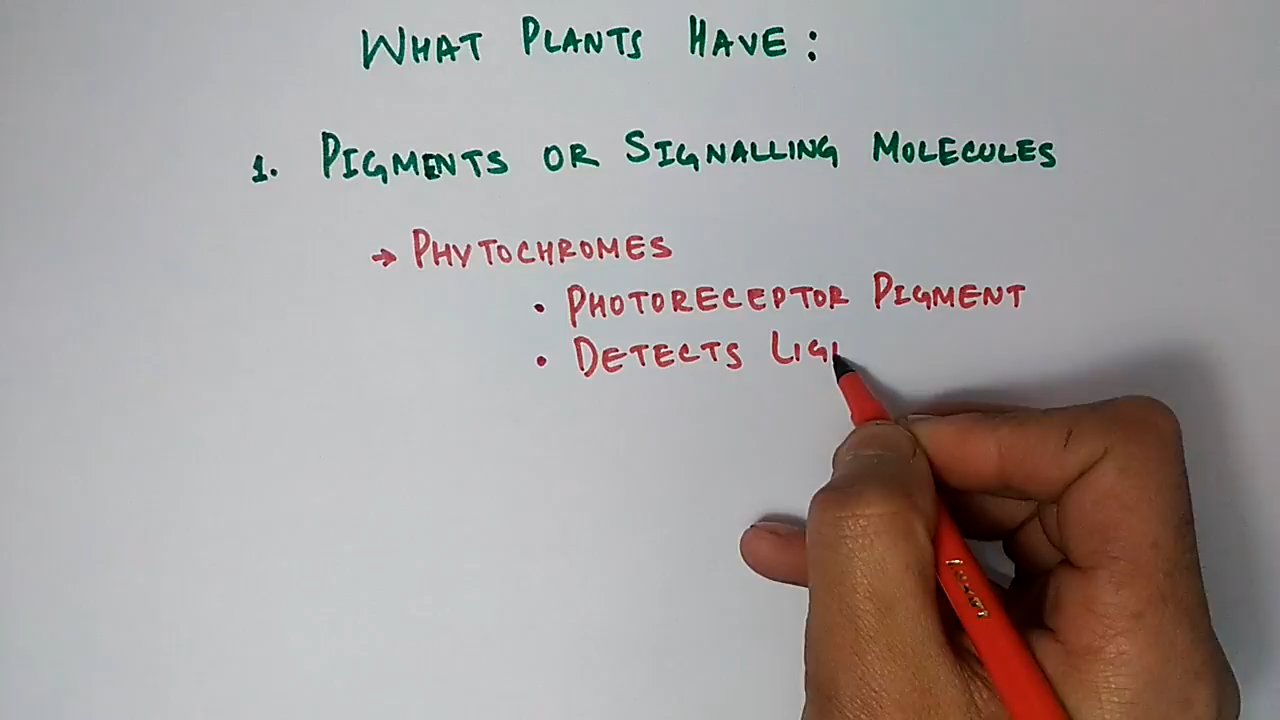 WHAT PLANTS HAVE:
1. PIGMENTS OR SIGNALLING MOLECULES
→ PHYTOCHROMES
• PHOTORECEPTOR PIGMENT
• DETECTS